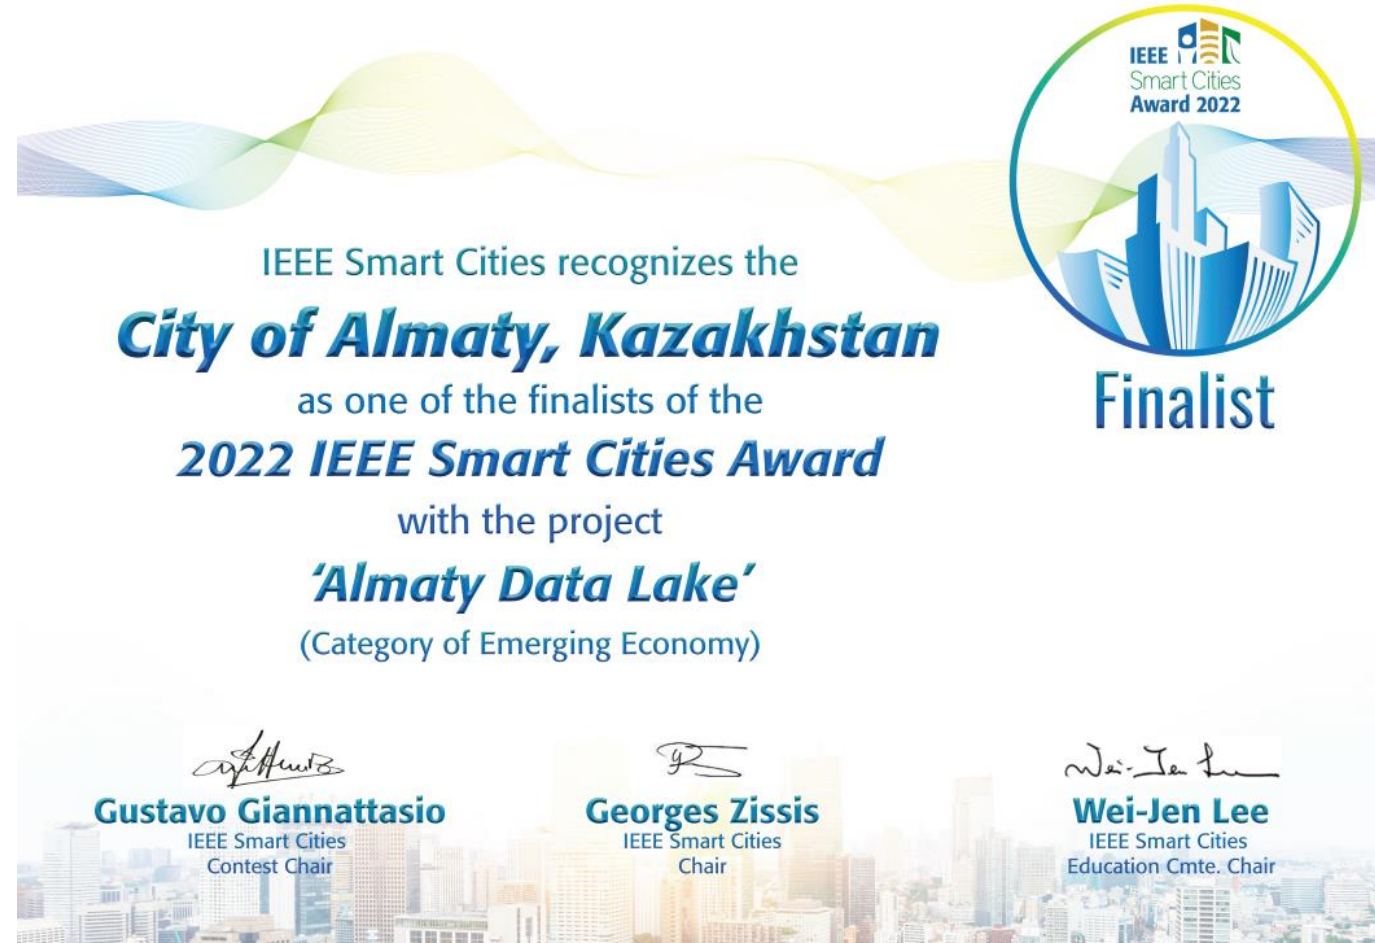 IEEE
Smart Cities
Award 2022
Finalist
IEEE Smart Cities recognizes the
City of Almaty, Kazakhstan
as one of the finalists of the
2022 IEEE Smart Cities Award
with the project
‘Almaty Data Lake’
(Category of Emerging Economy)
Wei-Jen Lee
Gustavo Giannattasio
IEEE Smart Cities
Contest Chair
Georges Zissis
IEEE Smart Cities
Chair
Wei-Jen Lee
IEEE Smart Cities
Education Cmte. Chair